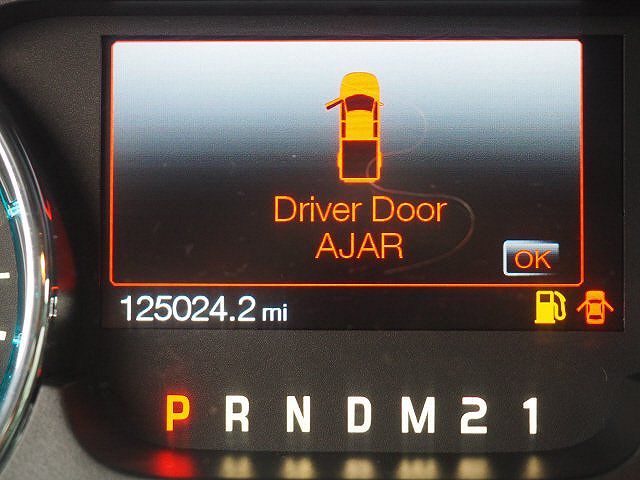 Driver Door
AJAR
OK
125024.2 mi
P R N D M 2 1